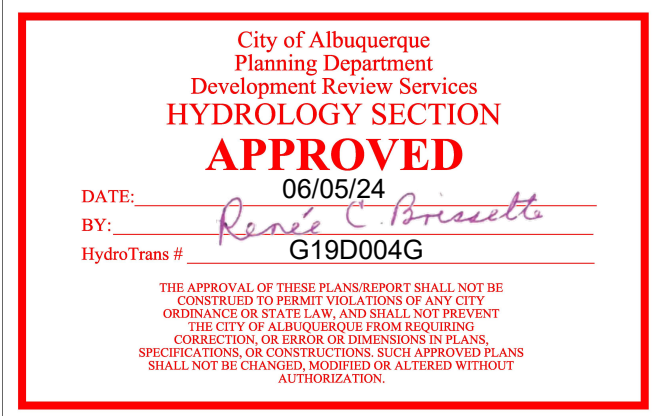 City of Albuquerque
Planning Department
Development Review Services
HYDROLOGY SECTION
APPROVED
DATE: 06/05/24
BY: Renée C. Brissette
HydroTrans # G19D004G
THE APPROVAL OF THESE PLANS/REPORT SHALL NOT BE
CONSTRUED TO PERMIT VIOLATIONS OF ANY CITY
ORDINANCE OR STATE LAW, AND SHALL NOT PREVENT
THE CITY OF ALBUQUERQUE FROM REQUIRING
CORRECTION, OR ERROR OR DIMENSIONS IN PLANS,
SPECIFICATIONS, OR CONSTRUCTIONS. SUCH APPROVED PLANS
SHALL NOT BE CHANGED, MODIFIED OR ALTERED WITHOUT
AUTHORIZATION.